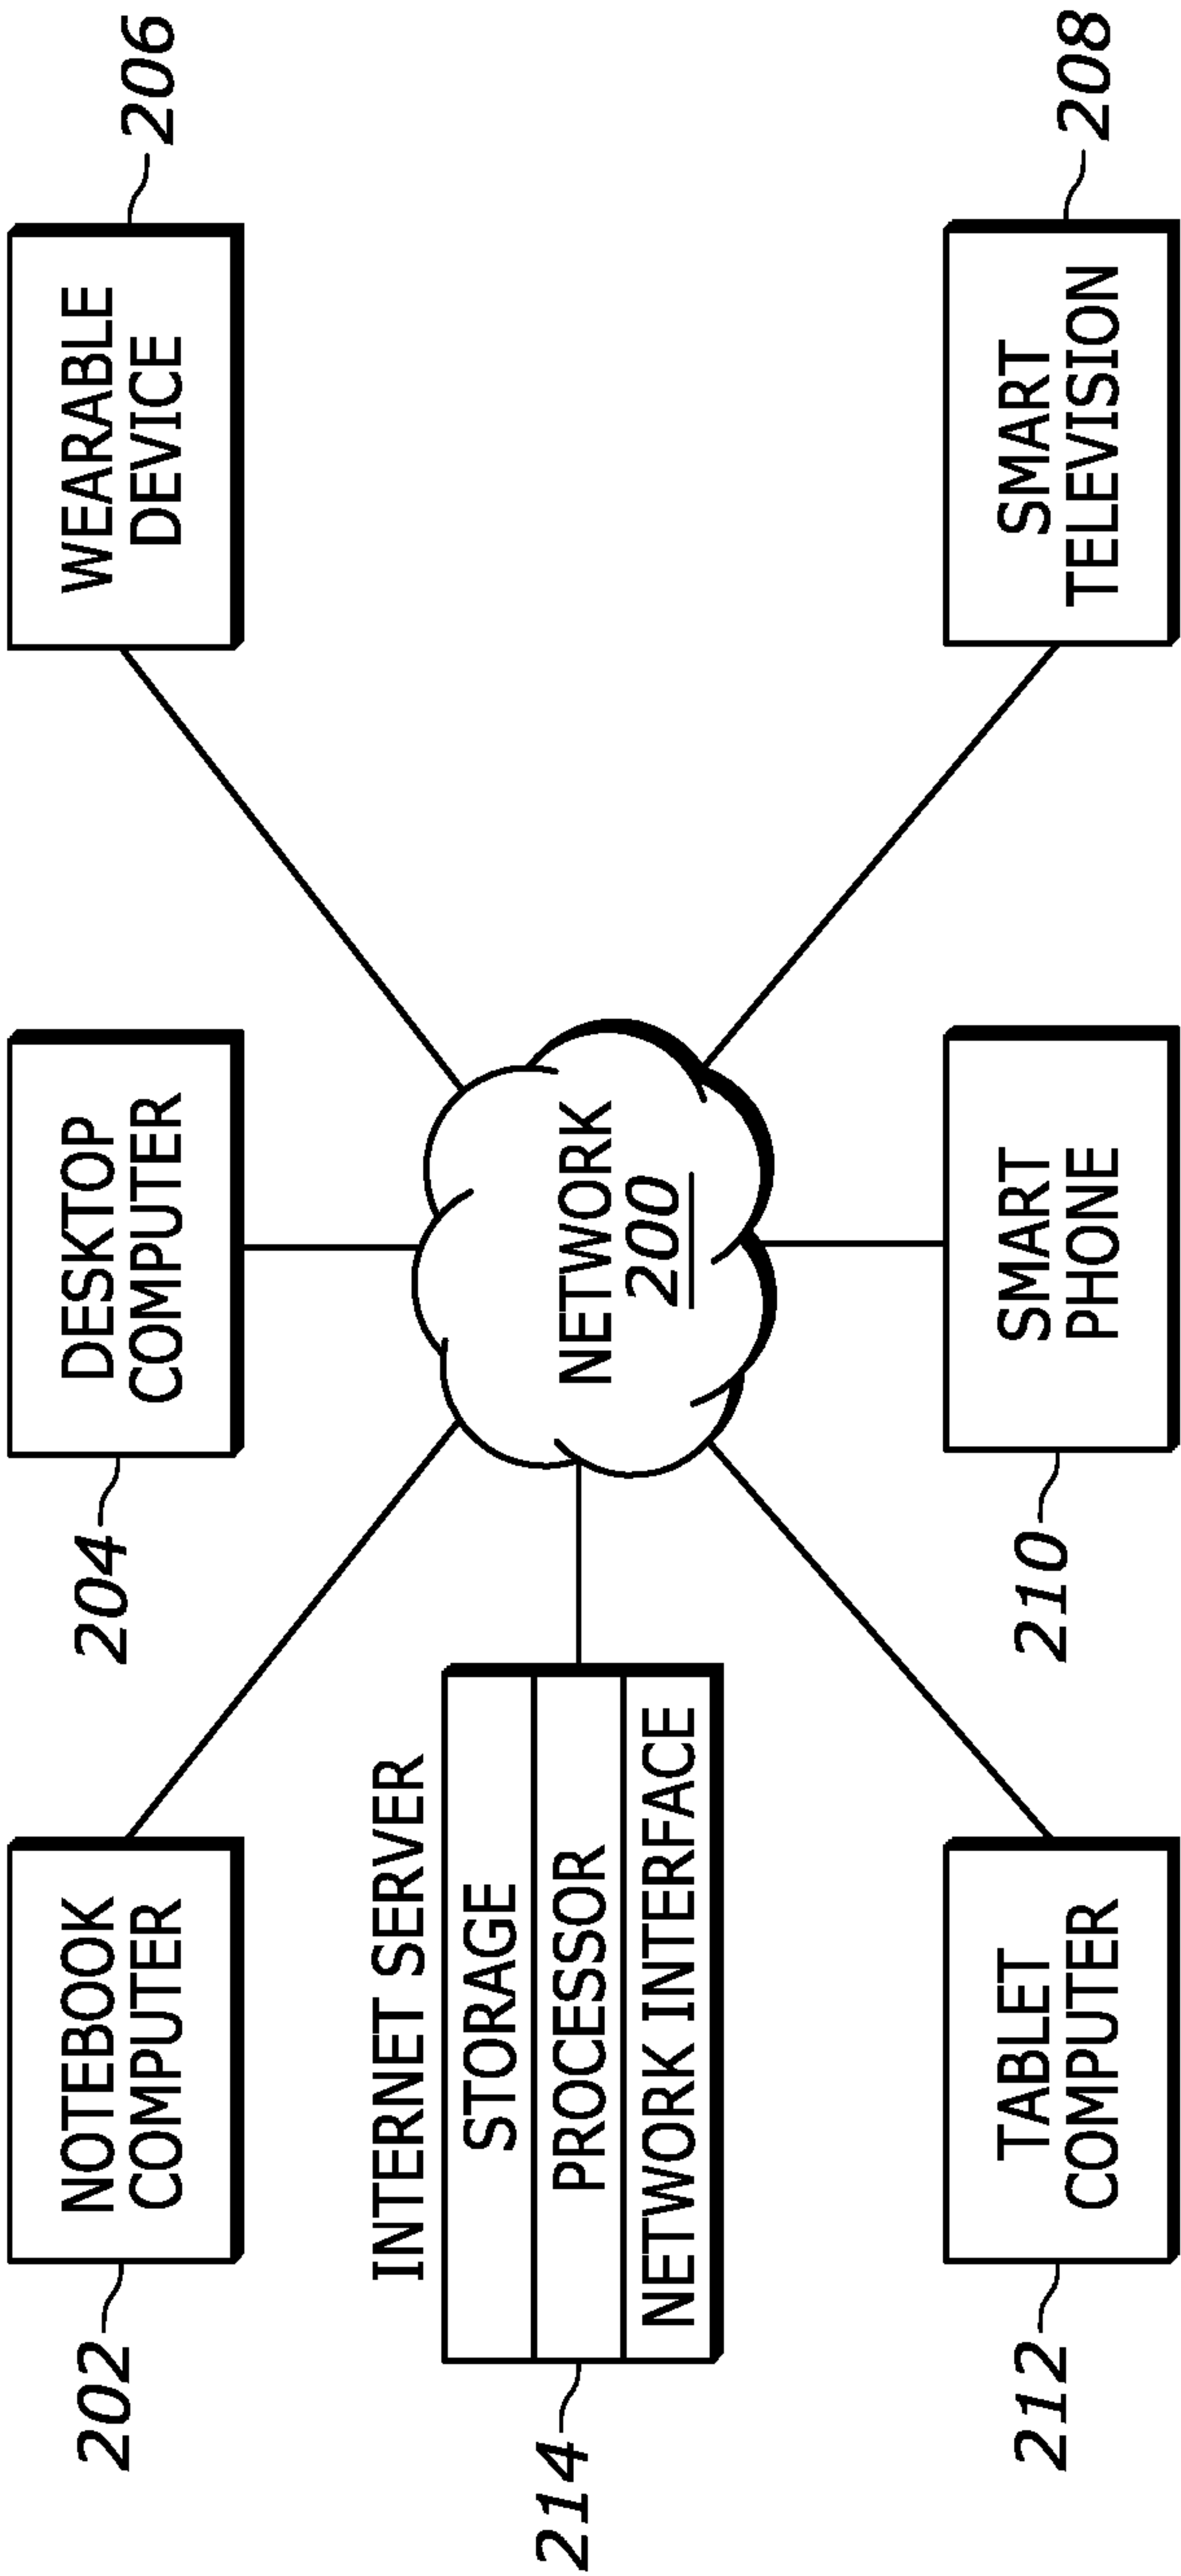 204
206
NOTEBOOK
COMPUTER
DESKTOP
COMPUTER
WEARABLE
DEVICE
202
INTERNET SERVER
STORAGE
PROCESSOR
NETWORK INTERFACE
214
NETWORK
200
TABLET
COMPUTER
SMART
PHONE
SMART
TELEVISION
212
210
208